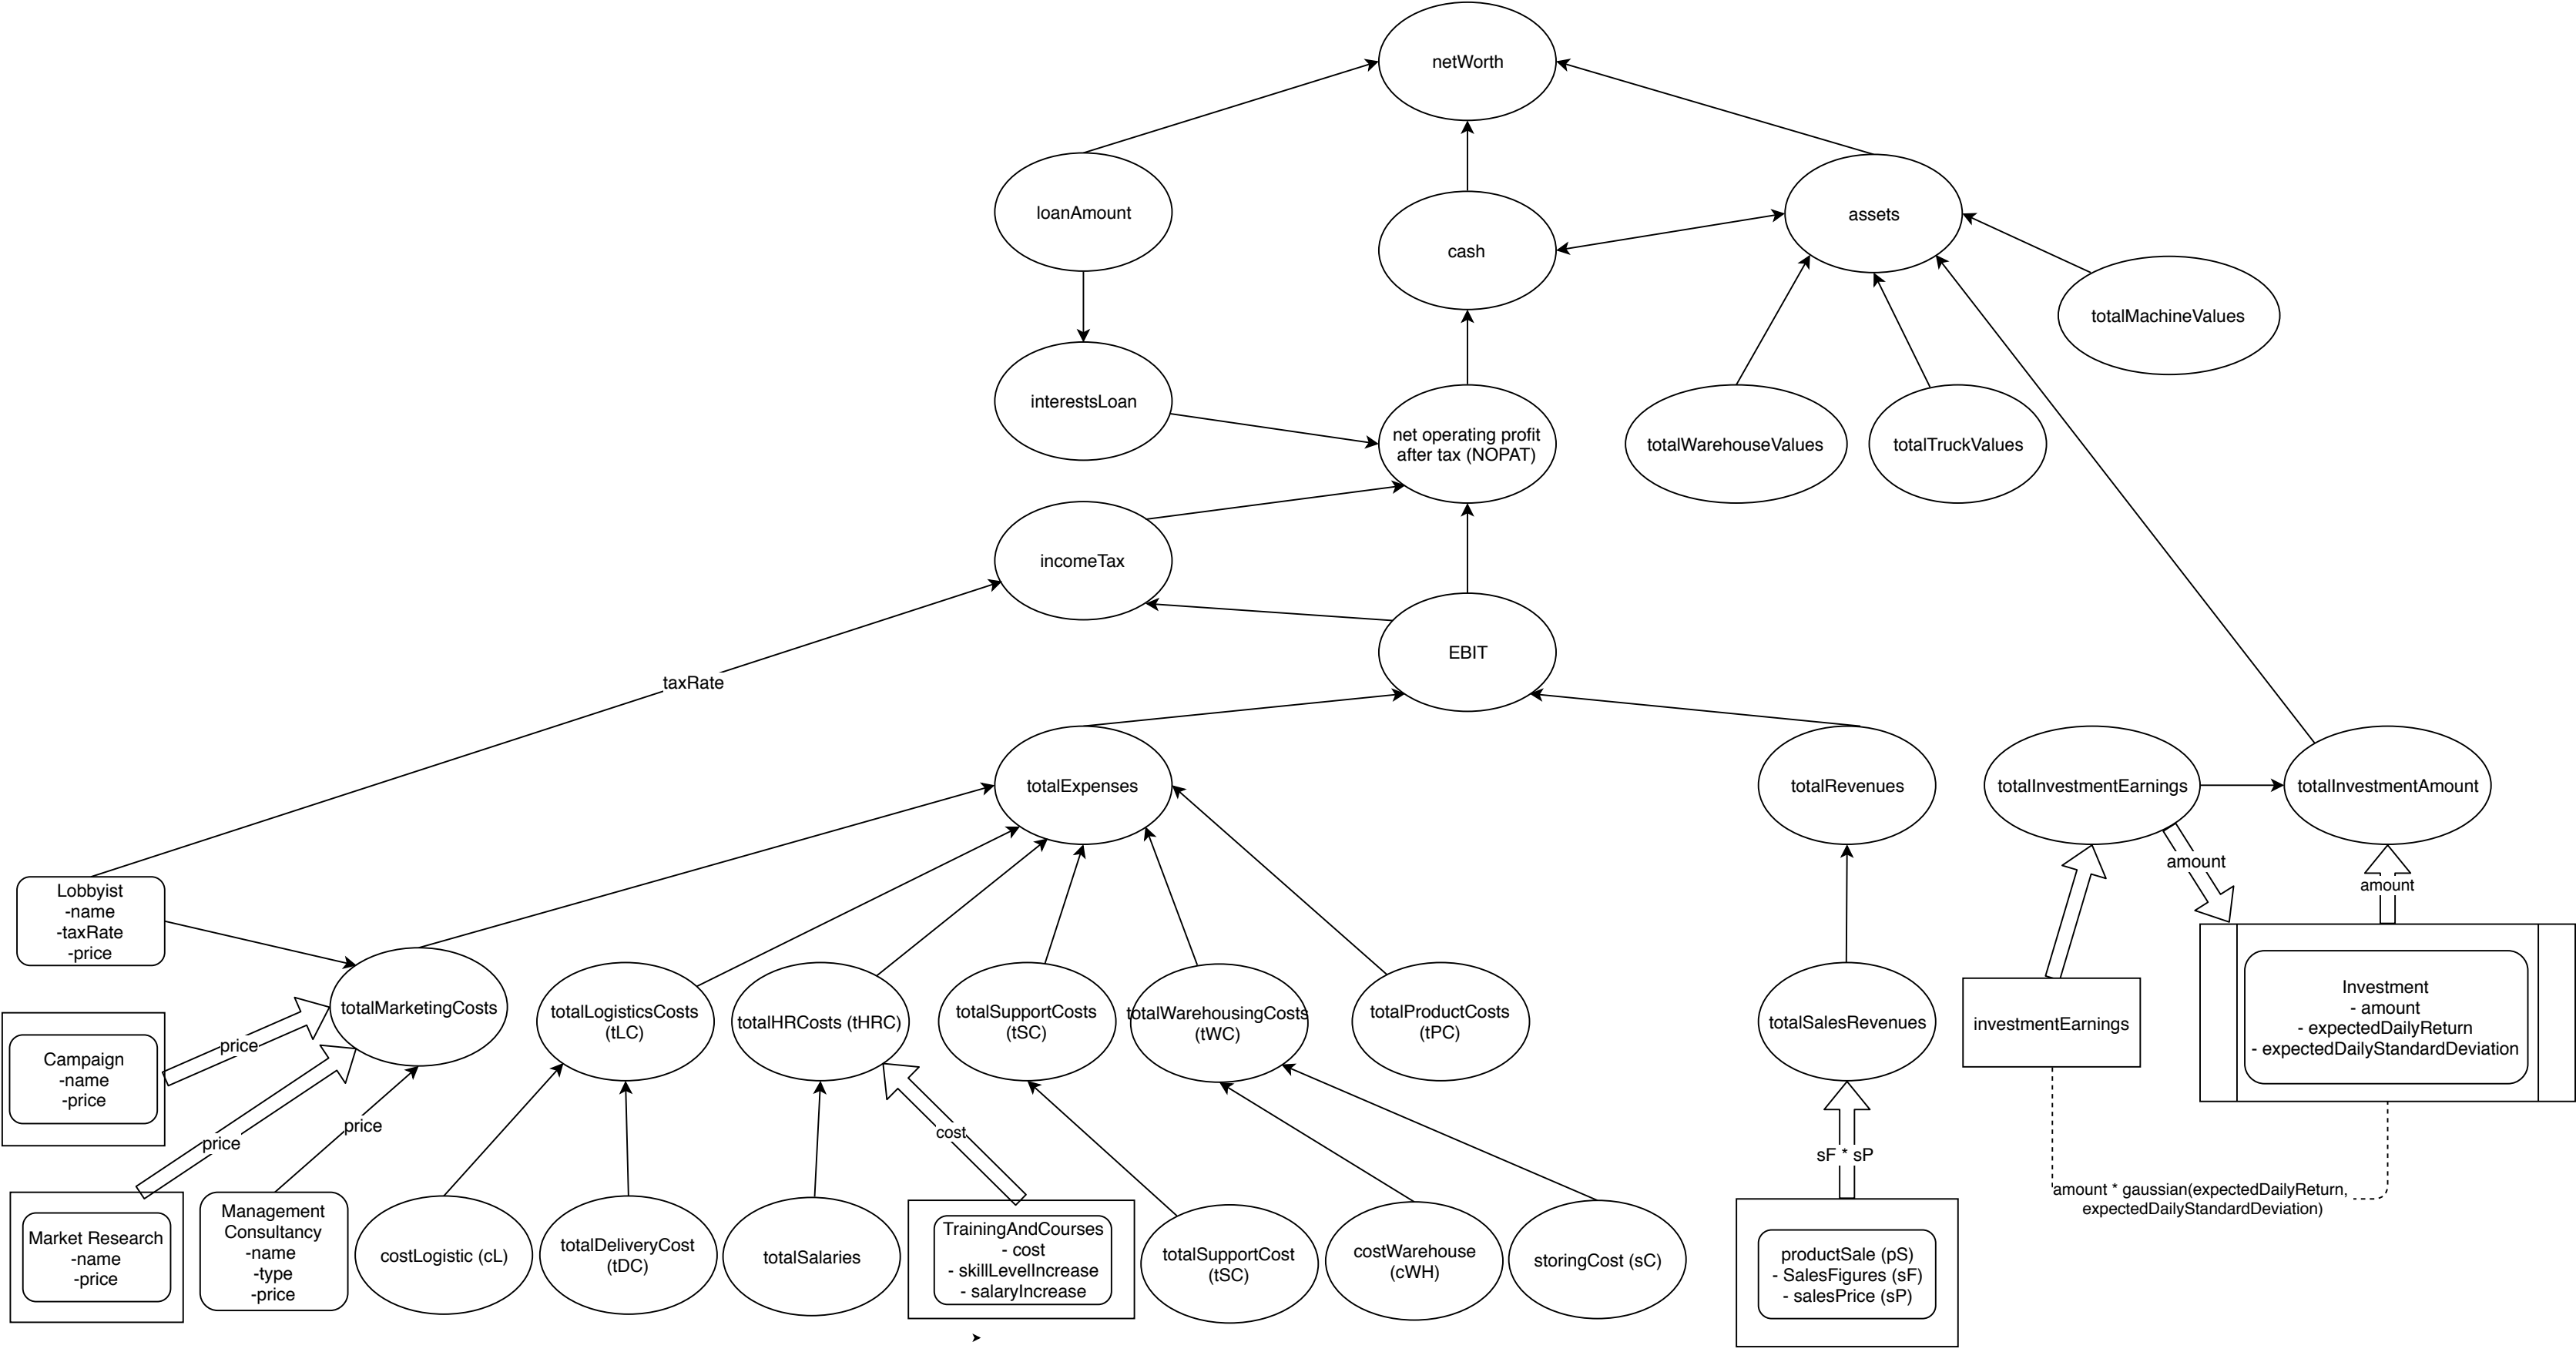 netWorth
loanAmount
cash
assets
totalMachineValues
interestsLoan
net operating profit
after tax (NOPAT)
totalWarehouseValues
totalTruckValues
incomeTax
EBIT
taxRate
totalExpenses
totalRevenues
totalInvestmentEarnings
totalInvestmentAmount
amount
amount
Lobbyist
-name
-taxRate
-price
totalMarketingCosts
totalLogisticsCosts
(tLC)
totalHRCosts (tHRC)
totalSupportCosts
(tSC)
totalWarehousingCosts
(tWC)
totalProductCosts
(tPC)
totalSalesRevenues
investmentEarnings
Investment
- amount
- expectedDailyReturn
- expectedDailyStandardDeviation
Campaign
-name
-price
price
price
price
cost
sF * sP
amount * gaussian(expectedDailyReturn,
expectedDailyStandardDeviation)
Market Research
-name
-price
Management
Consultancy
-name
-type
-price
costLogistic (cL)
totalDeliveryCost
(tDC)
totalSalaries
TrainingAndCourses
- cost
- skillLevelIncrease
- salaryIncrease
totalSupportCost
(tSC)
costWarehouse
(cWH)
storingCost (sC)
productSale (pS)
- SalesFigures (sF)
- salesPrice (sP)